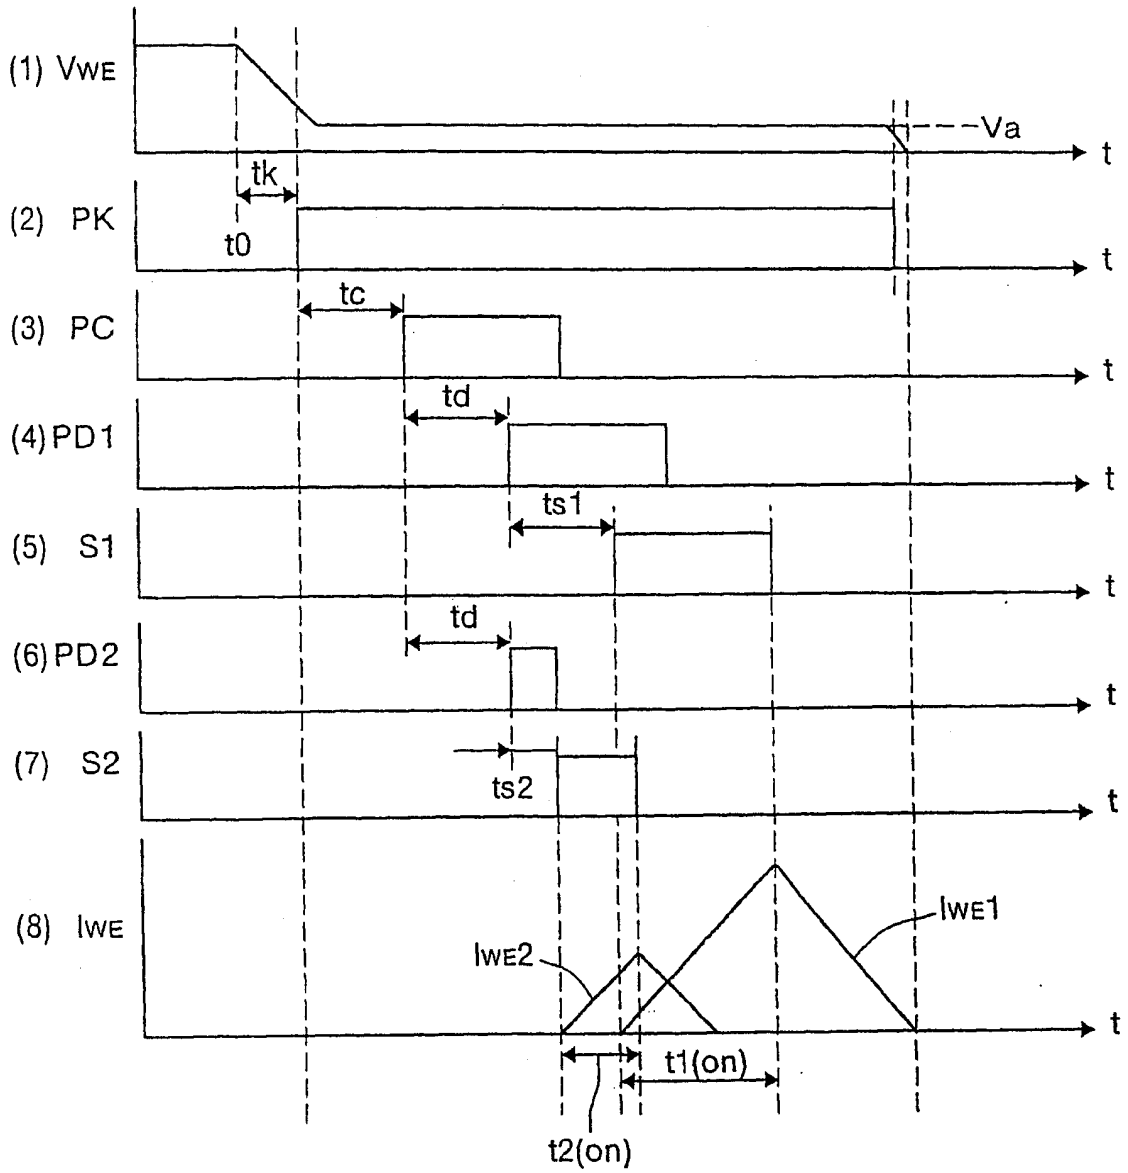 (1) VWE
Va
t
tk
(2) PK
t0
t
tc
(3) PC
t
td
(4) PD1
t
ts1
(5) S1
t
td
(6) PD2
t
(7) S2
ts2
t
(8) IWE
IWE2
IWE1
t
t1(on)
t2(on)